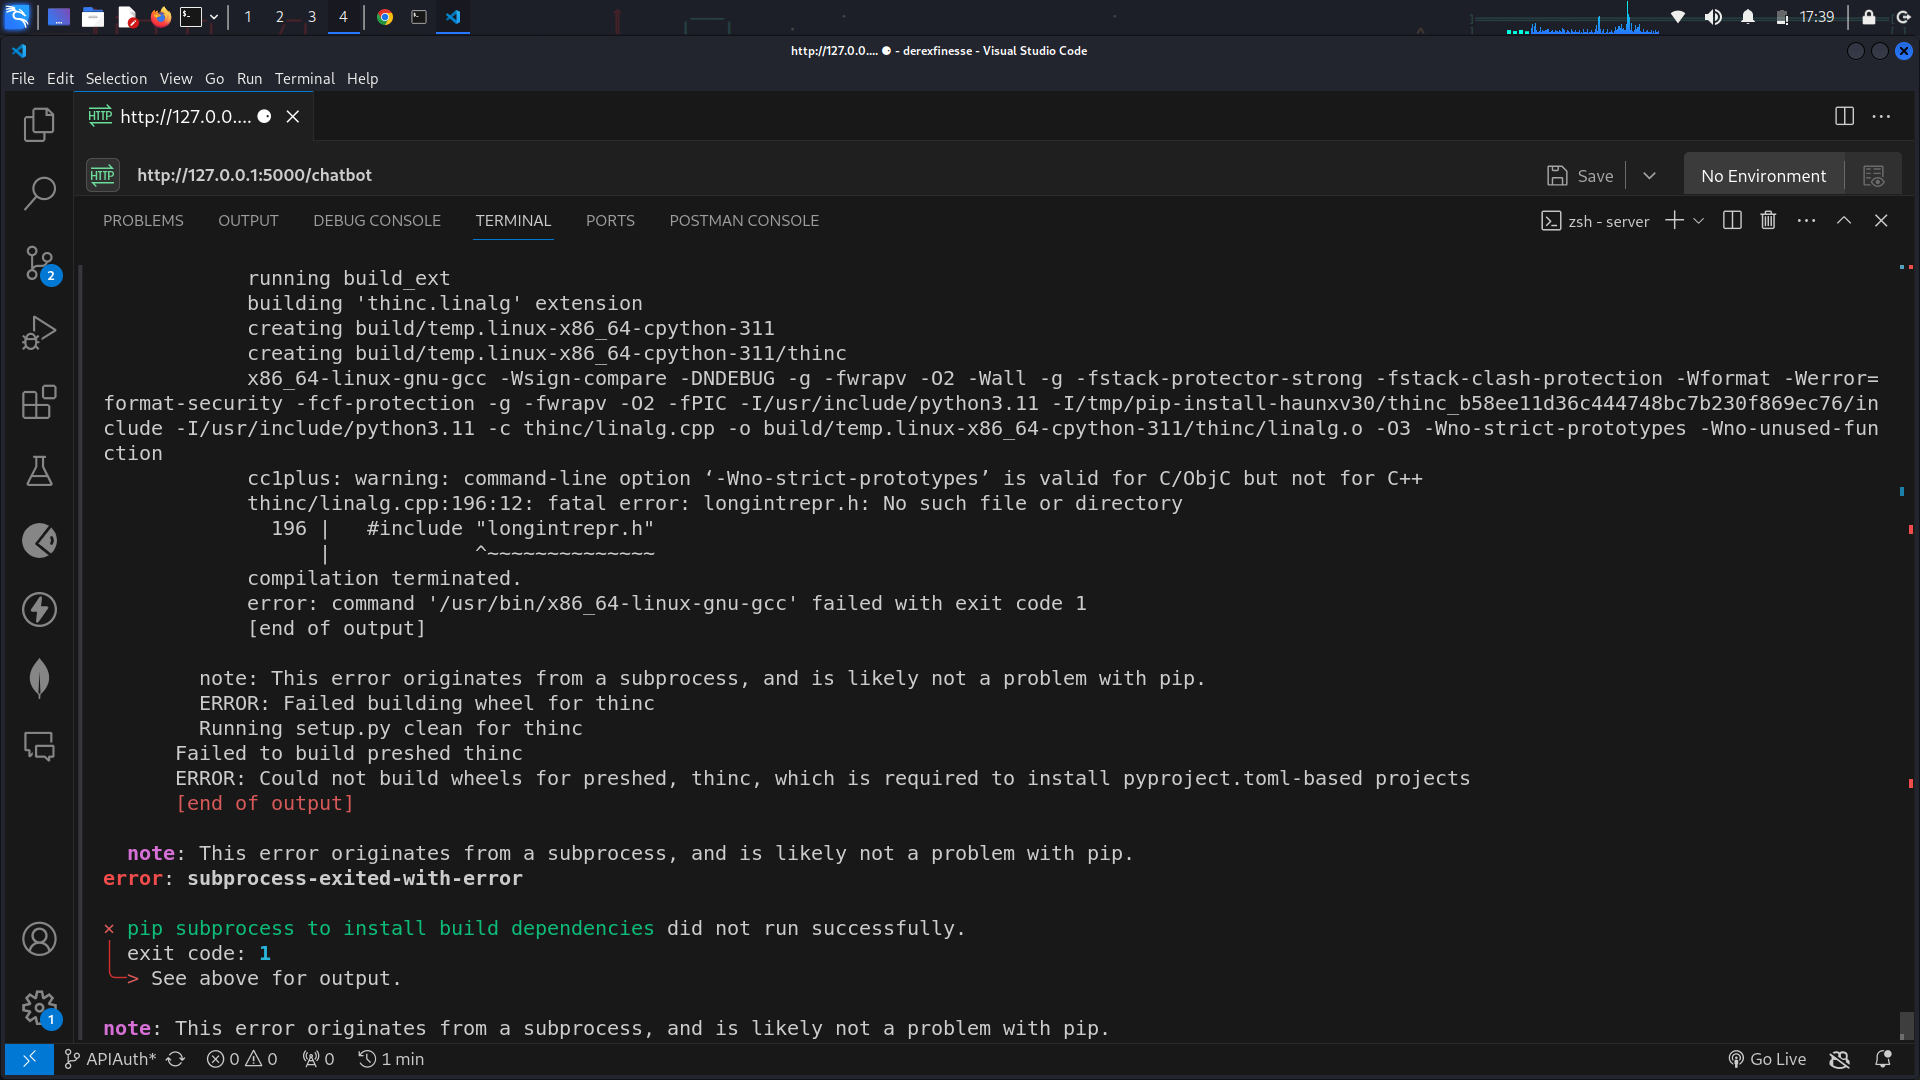 1 2 3 4 17:39
http://127.0.0.... ● - derexfinesse - Visual Studio Code
File Edit Selection View Go Run Terminal Help
HTTP http://127.0.0....
HTTP http://127.0.0.1:5000/chatbot Save No Environment
PROBLEMS OUTPUT DEBUG CONSOLE TERMINAL PORTS POSTMAN CONSOLE zsh - server
2
running build_ext
building 'thinc.linalg' extension
creating build/temp.linux-x86_64-cpython-311
creating build/temp.linux-x86_64-cpython-311/thinc
x86_64-linux-gnu-gcc -Wsign-compare -DNDEBUG -g -fwrapv -O2 -Wall -g -fstack-protector-strong -fstack-clash-protection -Wformat -Werror=
format-security -fcf-protection -g -fwrapv -O2 -fPIC -I/usr/include/python3.11 -I/tmp/pip-install-haunxv30/thinc_b58ee11d36c444748bc7b230f869ec76/in
clude -I/usr/include/python3.11 -c thinc/linalg.cpp -o build/temp.linux-x86_64-cpython-311/thinc/linalg.o -O3 -Wno-strict-prototypes -Wno-unused-fun
ction
cc1plus: warning: command-line option ‘-Wno-strict-prototypes’ is valid for C/ObjC but not for C++
thinc/linalg.cpp:196:12: fatal error: longintrepr.h: No such file or directory
196 | #include "longintrepr.h"
| ^~~~~~~~~~~~~~~
compilation terminated.
error: command '/usr/bin/x86_64-linux-gnu-gcc' failed with exit code 1
[end of output]
note: This error originates from a subprocess, and is likely not a problem with pip.
ERROR: Failed building wheel for thinc
Running setup.py clean for thinc
Failed to build preshed thinc
ERROR: Could not build wheels for preshed, thinc, which is required to install pyproject.toml-based projects
[end of output]
note: This error originates from a subprocess, and is likely not a problem with pip.
error: subprocess-exited-with-error
× pip subprocess to install build dependencies did not run successfully.
│ exit code: 1
╰─> See above for output.
1
note: This error originates from a subprocess, and is likely not a problem with pip.
APIAuth* 0 0 0 1 min Go Live